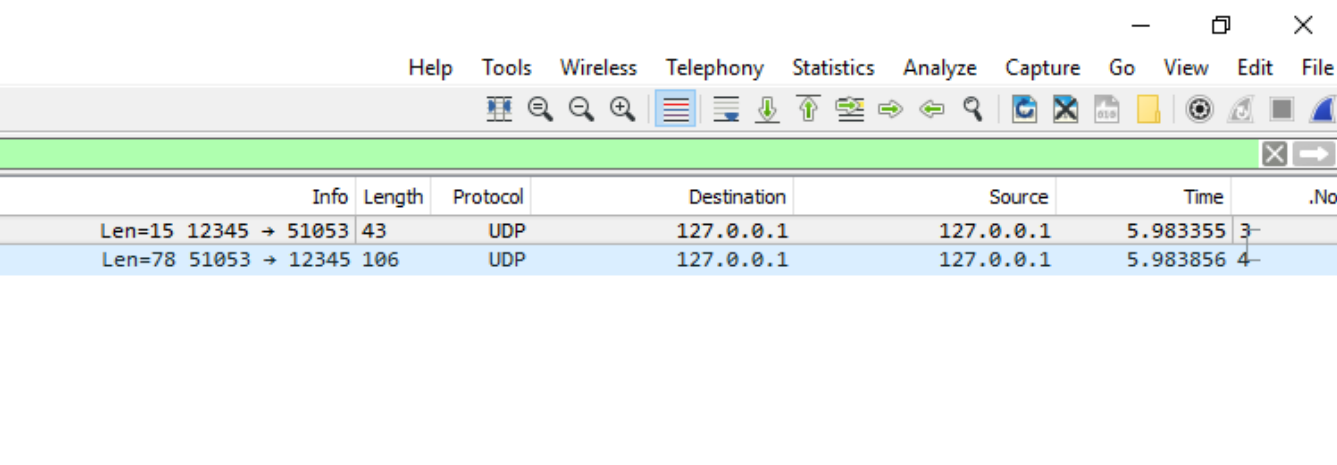 Help Tools Wireless Telephony Statistics Analyze Capture Go View Edit File
Info Length Protocol Destination Source Time .No
Len=15 12345 → 51053 43 UDP 127.0.0.1 127.0.0.1 5.983355 3
Len=78 51053 → 12345 106 UDP 127.0.0.1 127.0.0.1 5.983856 4